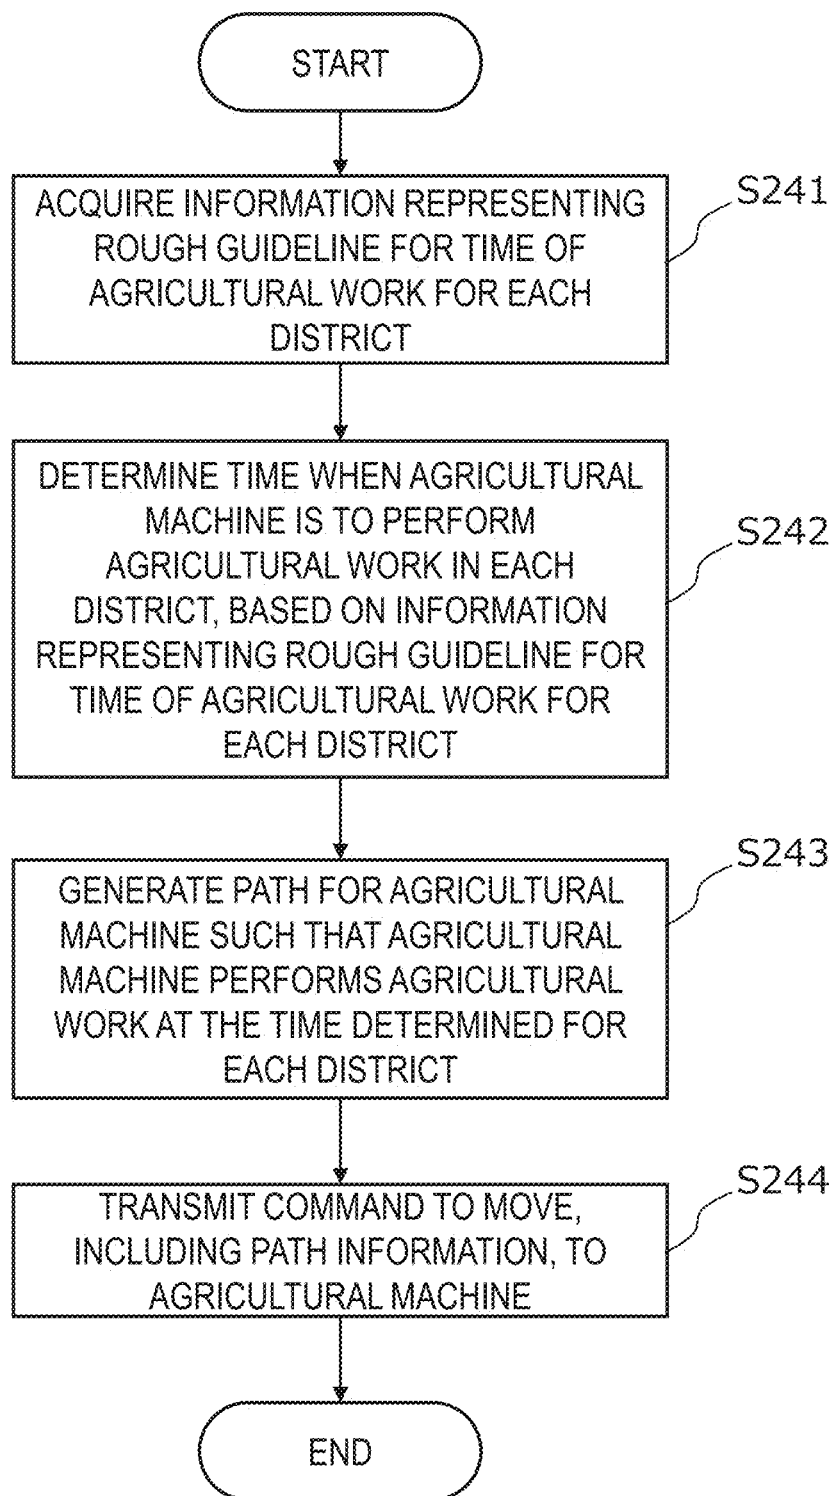 START
ACQUIRE INFORMATION REPRESENTING
ROUGH GUIDELINE FOR TIME OF
AGRICULTURAL WORK FOR EACH
DISTRICT
S241
DETERMINE TIME WHEN AGRICULTURAL
MACHINE IS TO PERFORM
AGRICULTURAL WORK IN EACH
DISTRICT, BASED ON INFORMATION
REPRESENTING ROUGH GUIDELINE FOR
TIME OF AGRICULTURAL WORK FOR
EACH DISTRICT
S242
GENERATE PATH FOR AGRICULTURAL
MACHINE SUCH THAT AGRICULTURAL
MACHINE PERFORMS AGRICULTURAL
WORK AT THE TIME DETERMINED FOR
EACH DISTRICT
S243
TRANSMIT COMMAND TO MOVE,
INCLUDING PATH INFORMATION, TO
AGRICULTURAL MACHINE
S244
END